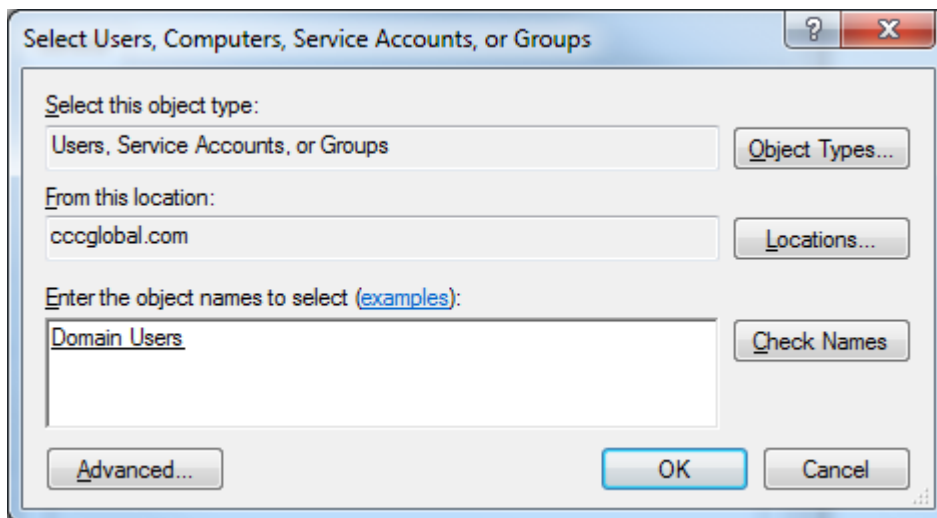 Select Users, Computers, Service Accounts, or Groups
Select this object type:
Users, Service Accounts, or Groups
Object Types...
From this location:
cccglobal.com
Locations...
Enter the object names to select (examples):
Domain Users
Check Names
Advanced...
OK
Cancel